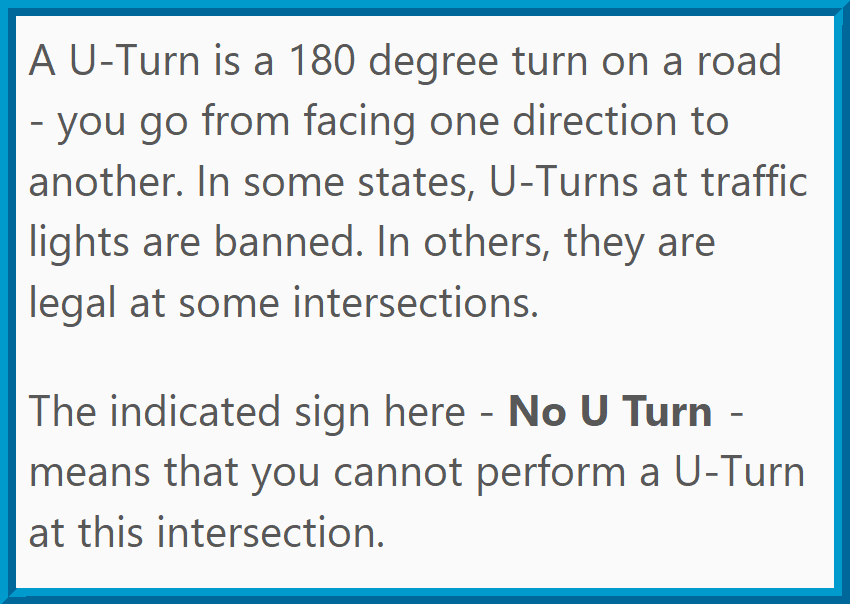 A U-Turn is a 180 degree turn on a road
- you go from facing one direction to
another. In some states, U-Turns at traffic
lights are banned. In others, they are
legal at some intersections.
The indicated sign here - No U Turn -
means that you cannot perform a U-Turn
at this intersection.